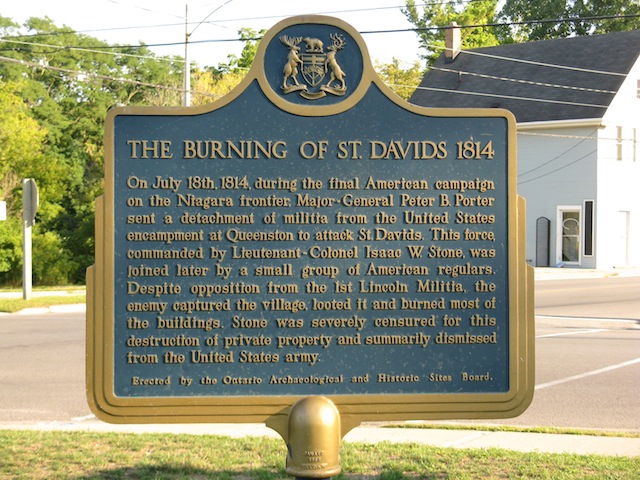 THE BURNING OF ST. DAVIDS 1814
On July 18th, 1814, during the final American campaign
on the Niagara frontier, Major-General Peter B. Porter
sent a detachment of militia from the United States
encampment at Queenston to attack St. Davids. This force
commanded by Lieutenant-Colonel Isaac W. Stone, was
joined later by a small group of American regulars.
Despite opposition from the 1st Lincoln Militia, the
enemy captured the village, looted it and burned most of
the buildings. Stone was severely censured for this
destruction of private property and summarily dismissed
from the United States army.
Erected by the Ontario Archaeological and Historic Sites Board.